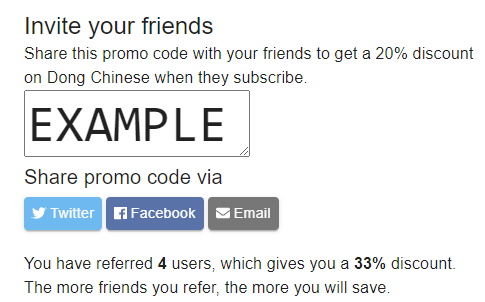 Invite your friends
Share this promo code with your friends to get a 20% discount
on Dong Chinese when they subscribe.
EXAMPLE
Share promo code via
Twitter Facebook Email
You have referred 4 users, which gives you a 33% discount.
The more friends you refer, the more you will save.